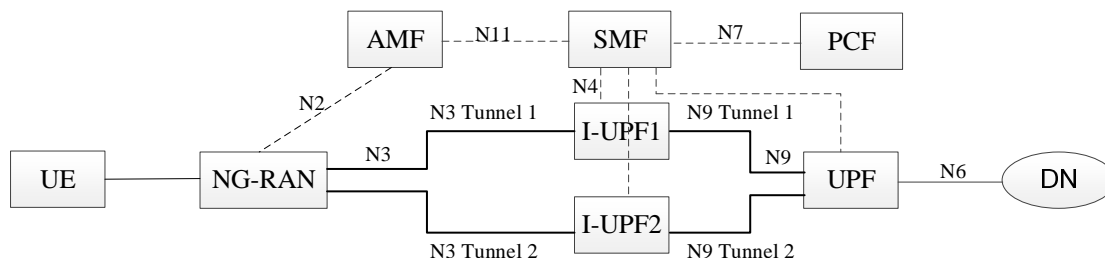 AMF
N11
SMF
N7
PCF
N2
N4
N3 Tunnel 1
I-UPF1
N9 Tunnel 1
UE
NG-RAN
N3
N9
UPF
N6
DN
I-UPF2
N3 Tunnel 2
N9 Tunnel 2